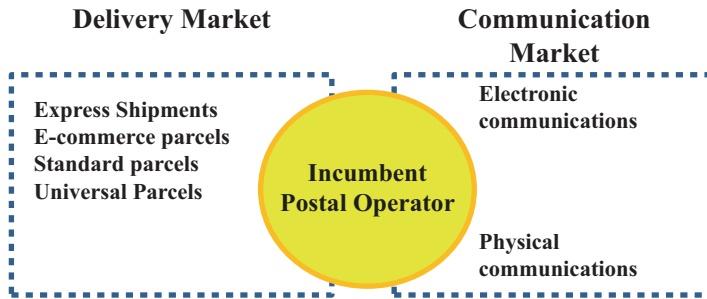 Delivery Market
Communication
Market
Express Shipments
E-commerce parcels
Standard parcels
Universal Parcels
Incumbent
Postal Operator
Electronic
communications
Physical
communications